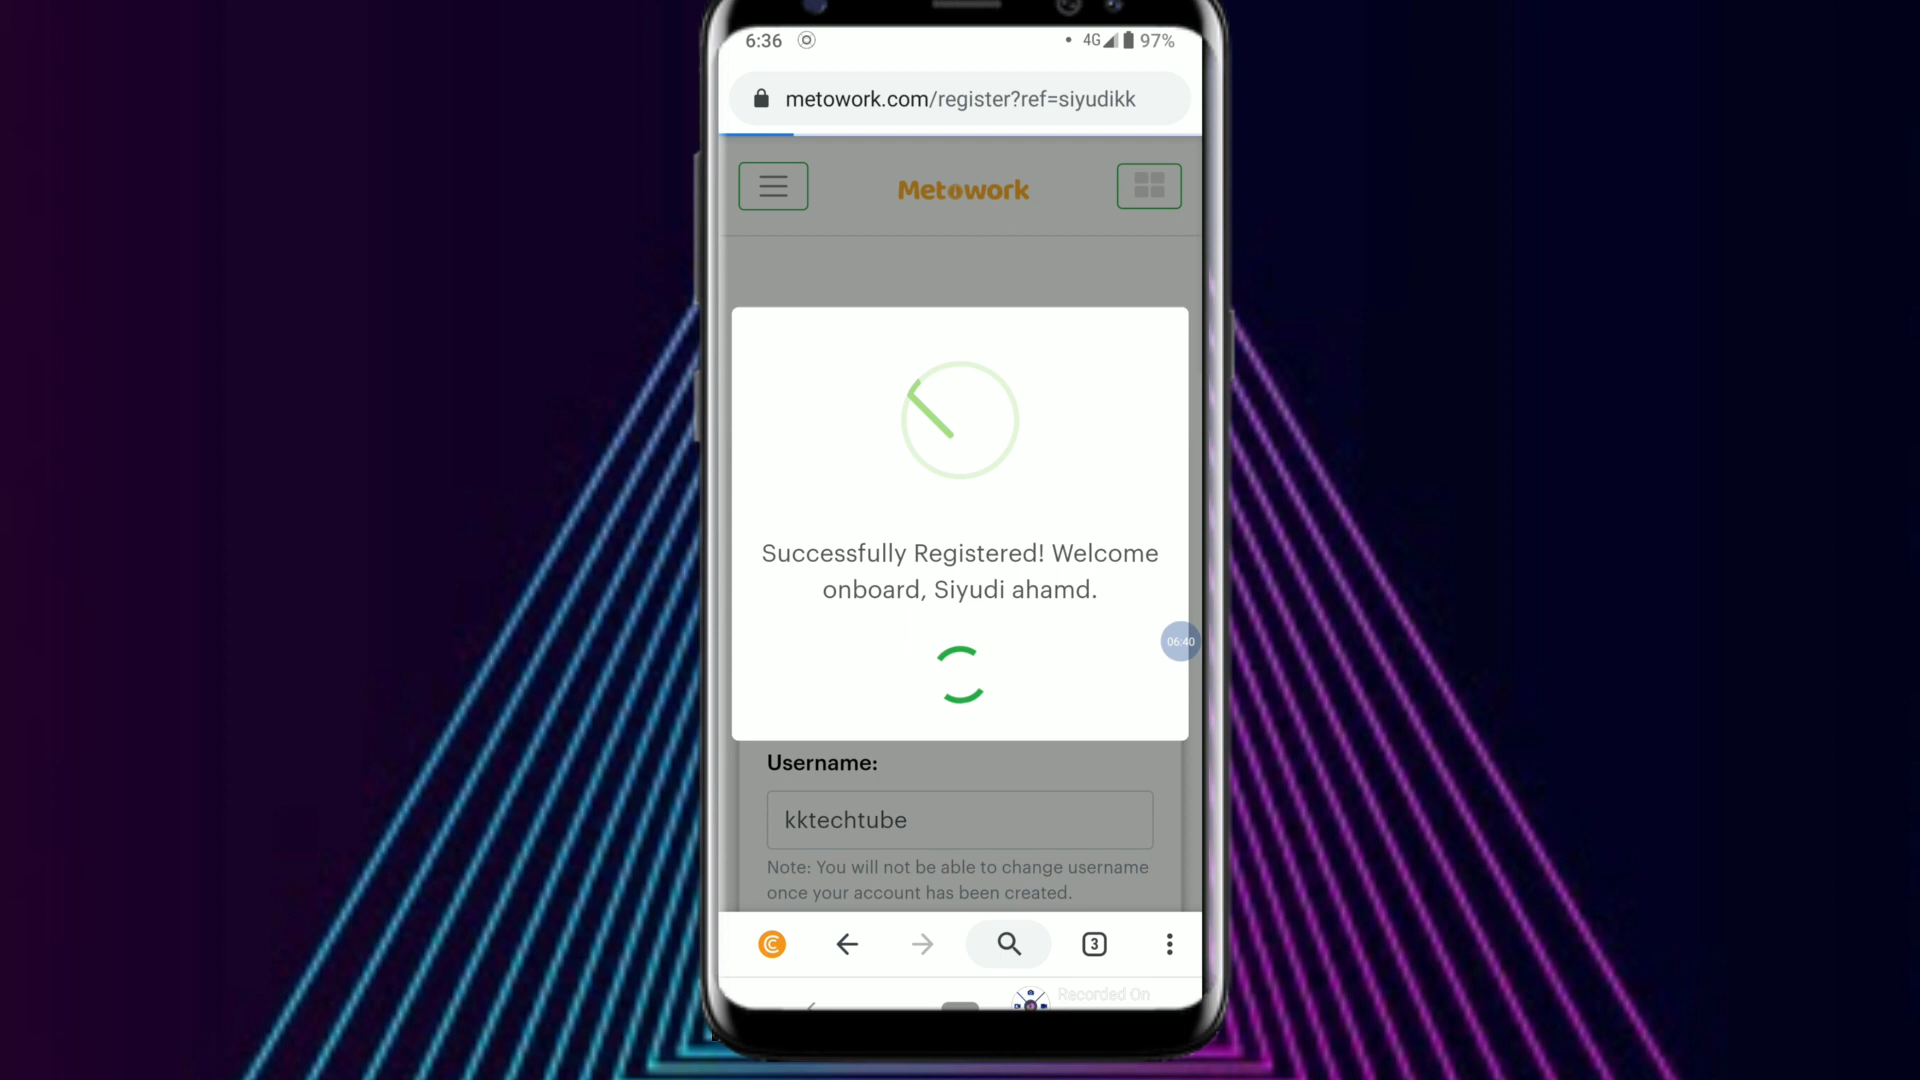 6:36 4G 97%
metowork.com/register?ref=siyudikk
Metowork
Successfully Registered! Welcome
onboard, Siyudi ahamd.
06:40
Username:
kktechtube
Note: You will not be able to change username
once your account has been created.
3
Recorded On